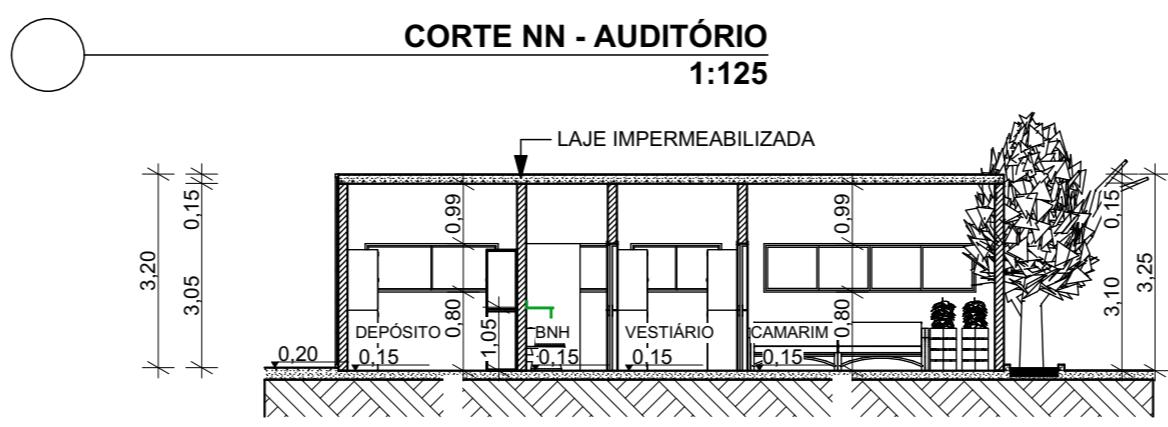 CORTE NN - AUDITÓRIO
1:125
LAJE IMPERMEABILIZADA
3,20
0,15
3,05
0,99
0,80
1,05
0,99
0,80
0,15
3,10
3,25
DEPÓSITO
BNH
VESTIÁRIO
CAMARIM
0,20
0,15
0,15
0,15
0,15